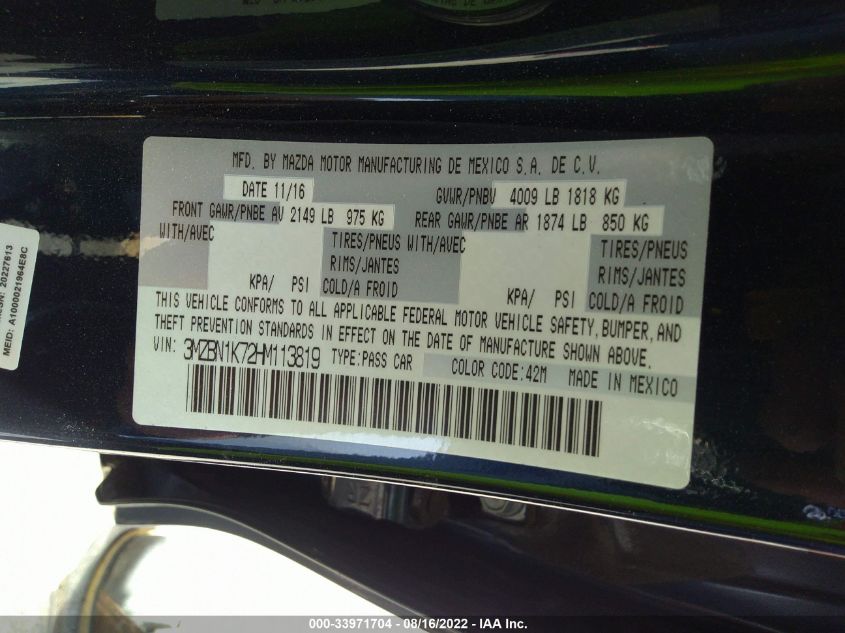 MFD. BY MAZDA MOTOR MANUFACTURING DE MEXICO S.A. DE C.V.
DATE 11/16 GVWR/PNBV 4009 LB 1818 KG
FRONT GAWR/PNBE AV 2149 LB 975 KG REAR GAWR/PNBE AR 1874 LB 850 KG
WITH/AVEC TIRES/PNEUS WITH/AVEC TIRES/PNEUS
RIMS/JANTES RIMS/JANTES
KPA/ PSI COLD/A FROID KPA/ PSI COLD/A FROID
THIS VEHICLE CONFORMS TO ALL APPLICABLE FEDERAL MOTOR VEHICLE SAFETY, BUMPER, AND
THEFT PREVENTION STANDARDS IN EFFECT ON THE DATE OF MANUFACTURE SHOWN ABOVE.
VIN: 3MZBN1K72HM113819 TYPE:PASS CAR COLOR CODE:42M MADE IN MEXICO
20227613
MEID: A1000021964E8C
000-33971704 - 08/16/2022 - IAA Inc.